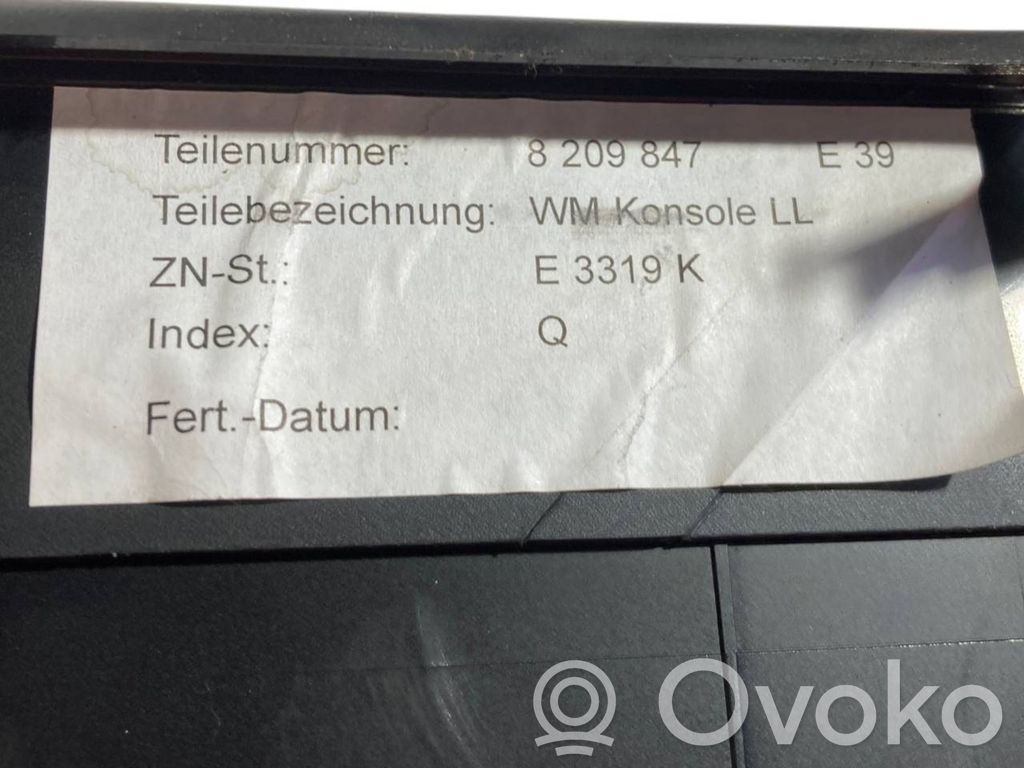 Teilenummer: 8 209 847 E 39
Teilebezeichnung: WM Konsole LL
ZN-St.: E 3319 K
Index: Q
Fert.-Datum:
Ovoko